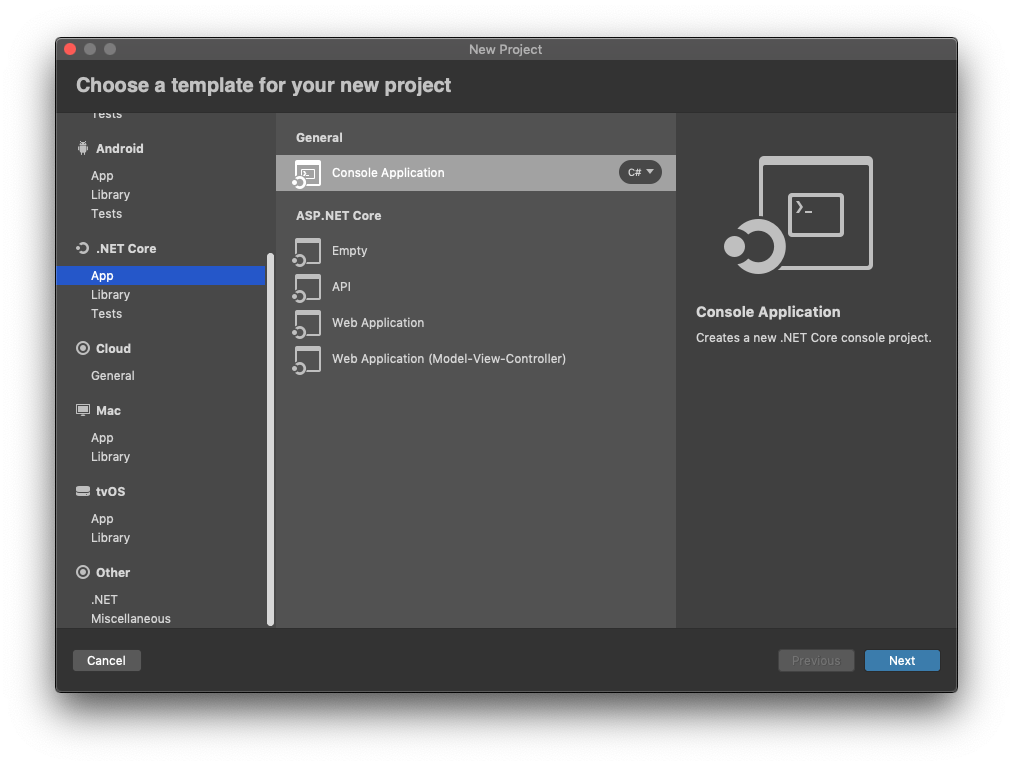 New Project
Choose a template for your new project
Tests
Android
App
Library
Tests
.NET Core
App
Library
Tests
Cloud
General
Mac
App
Library
tvOS
App
Library
Other
.NET
Miscellaneous
General
Console Application C#
ASP.NET Core
Empty
API
Web Application
Web Application (Model-View-Controller)
Console Application
Creates a new .NET Core console project.
Cancel
Previous
Next